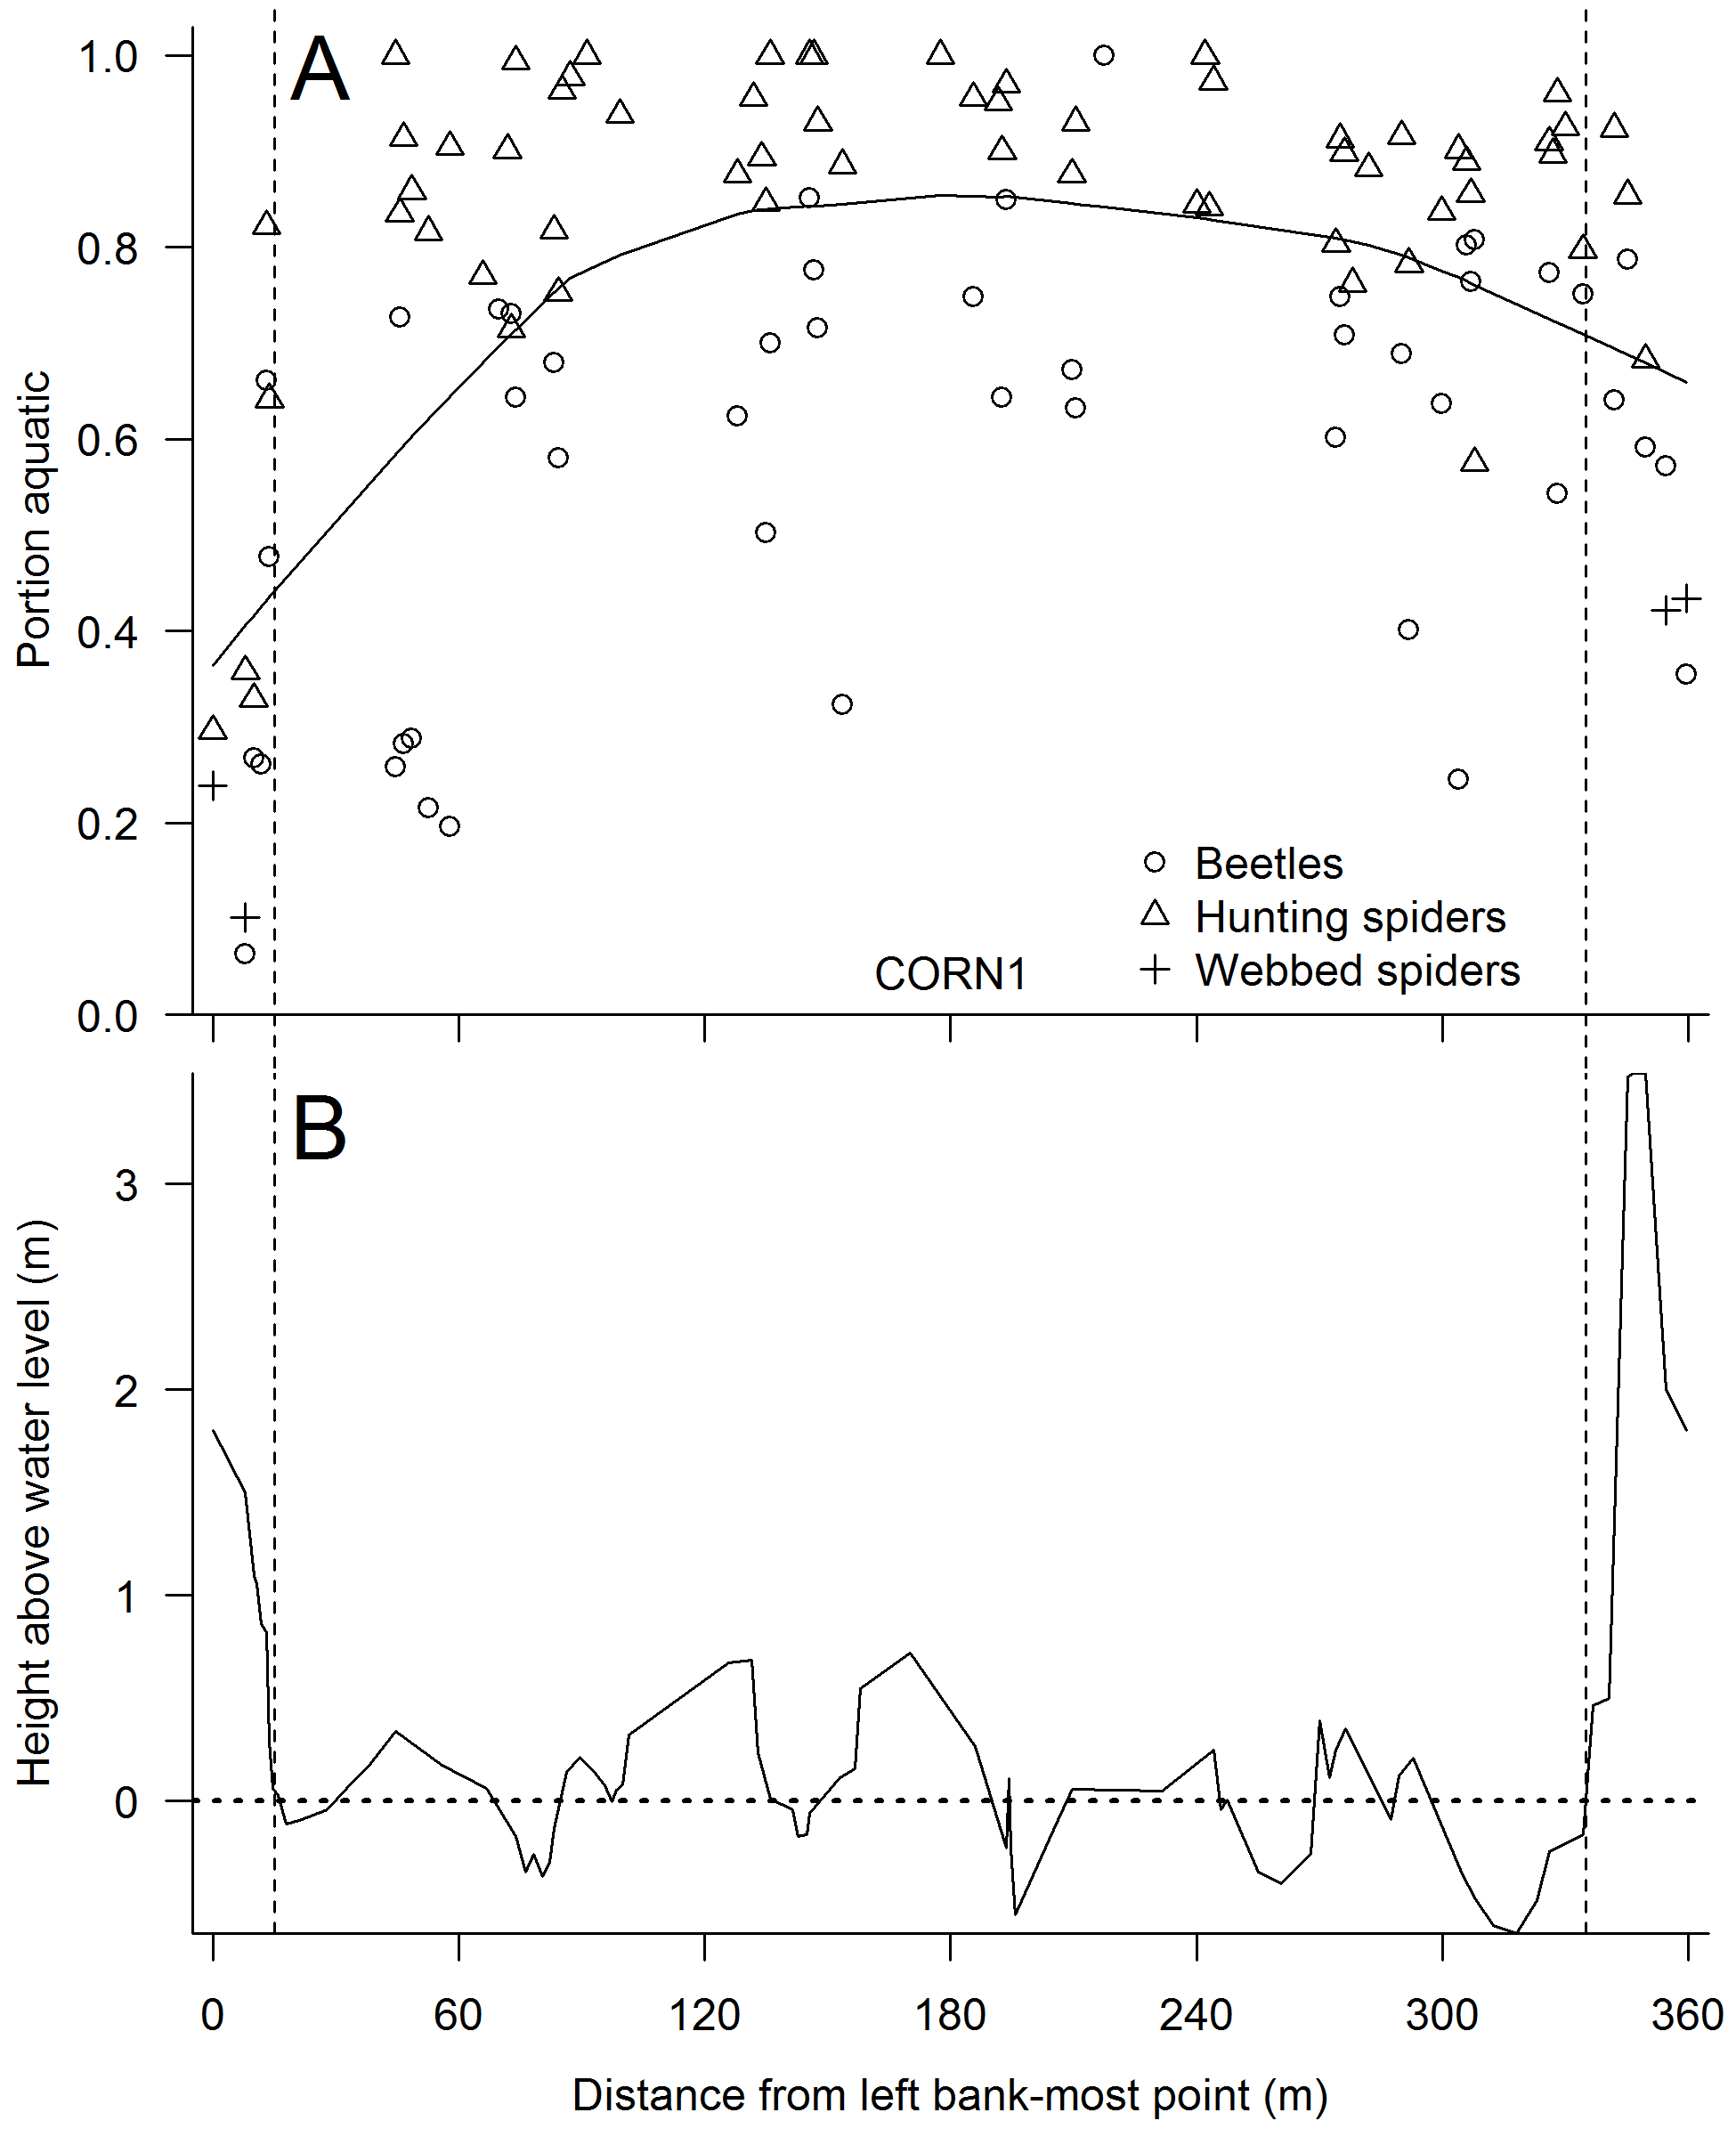 A
1.0
0.8
0.6
0.4
0.2
0.0
Portion aquatic
Beetles
Hunting spiders
Webbed spiders
CORN1
B
3
2
1
0
Height above water level (m)
0 60 120 180 240 300 360
Distance from left bank-most point (m)